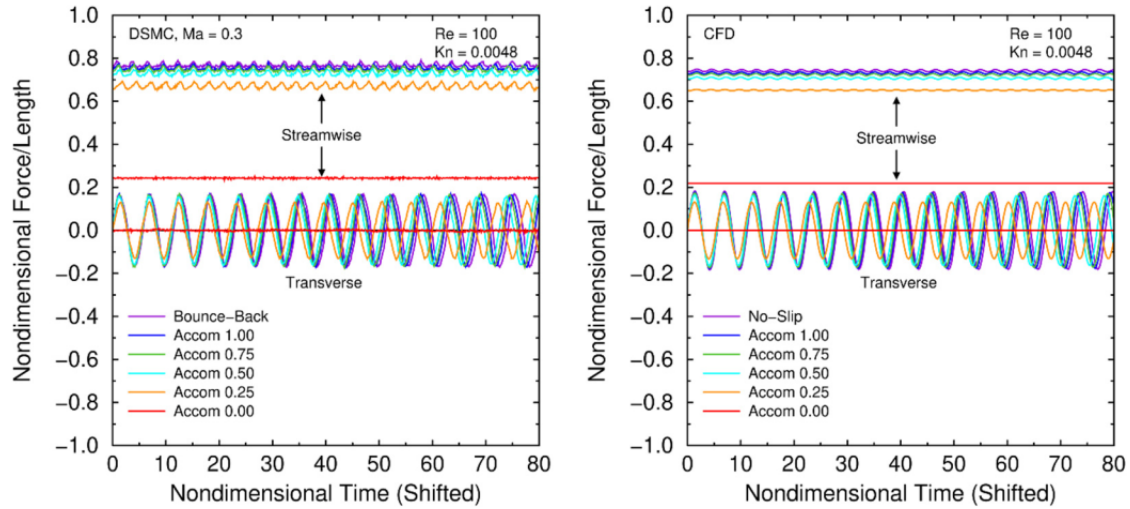 1.0
0.8
0.6
0.4
0.2
0.0
−0.2
−0.4
−0.6
−0.8
−1.0
Nondimensional Force/Length
DSMC, Ma = 0.3
Re = 100
Kn = 0.0048
Streamwise
Transverse
Bounce−Back
Accom 1.00
Accom 0.75
Accom 0.50
Accom 0.25
Accom 0.00
0 10 20 30 40 50 60 70 80
Nondimensional Time (Shifted)
1.0
0.8
0.6
0.4
0.2
0.0
−0.2
−0.4
−0.6
−0.8
−1.0
Nondimensional Force/Length
CFD
Re = 100
Kn = 0.0048
Streamwise
Transverse
No−Slip
Accom 1.00
Accom 0.75
Accom 0.50
Accom 0.25
Accom 0.00
0 10 20 30 40 50 60 70 80
Nondimensional Time (Shifted)